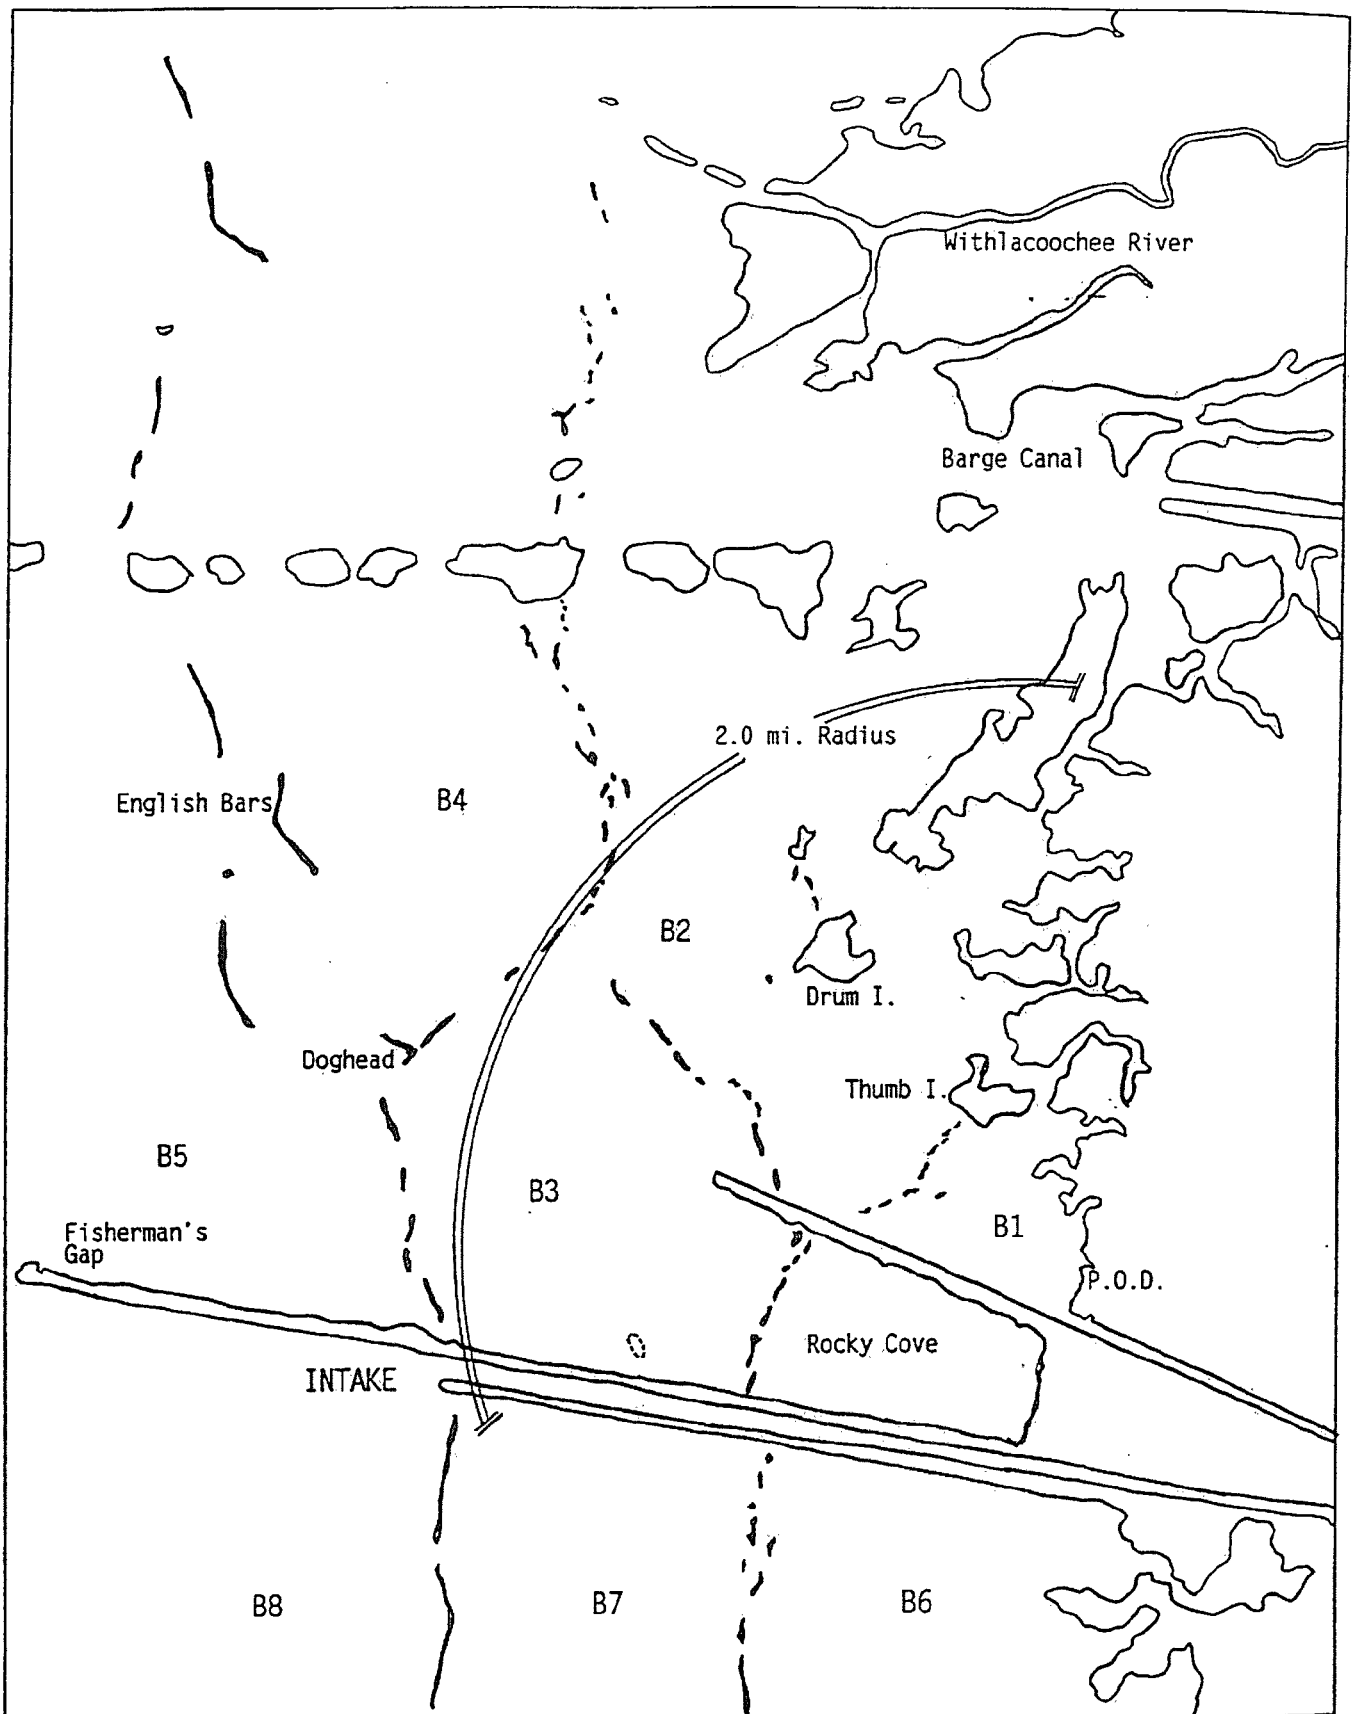 Withlacoochee River
Barge Canal
2.0 mi. Radius
English Bars
B4
B2
Drum I.
Doghead
Thumb I.
B5
B3
B1
Fisherman's
Gap
P.O.D.
Rocky Cove
INTAKE
B8
B7
B6